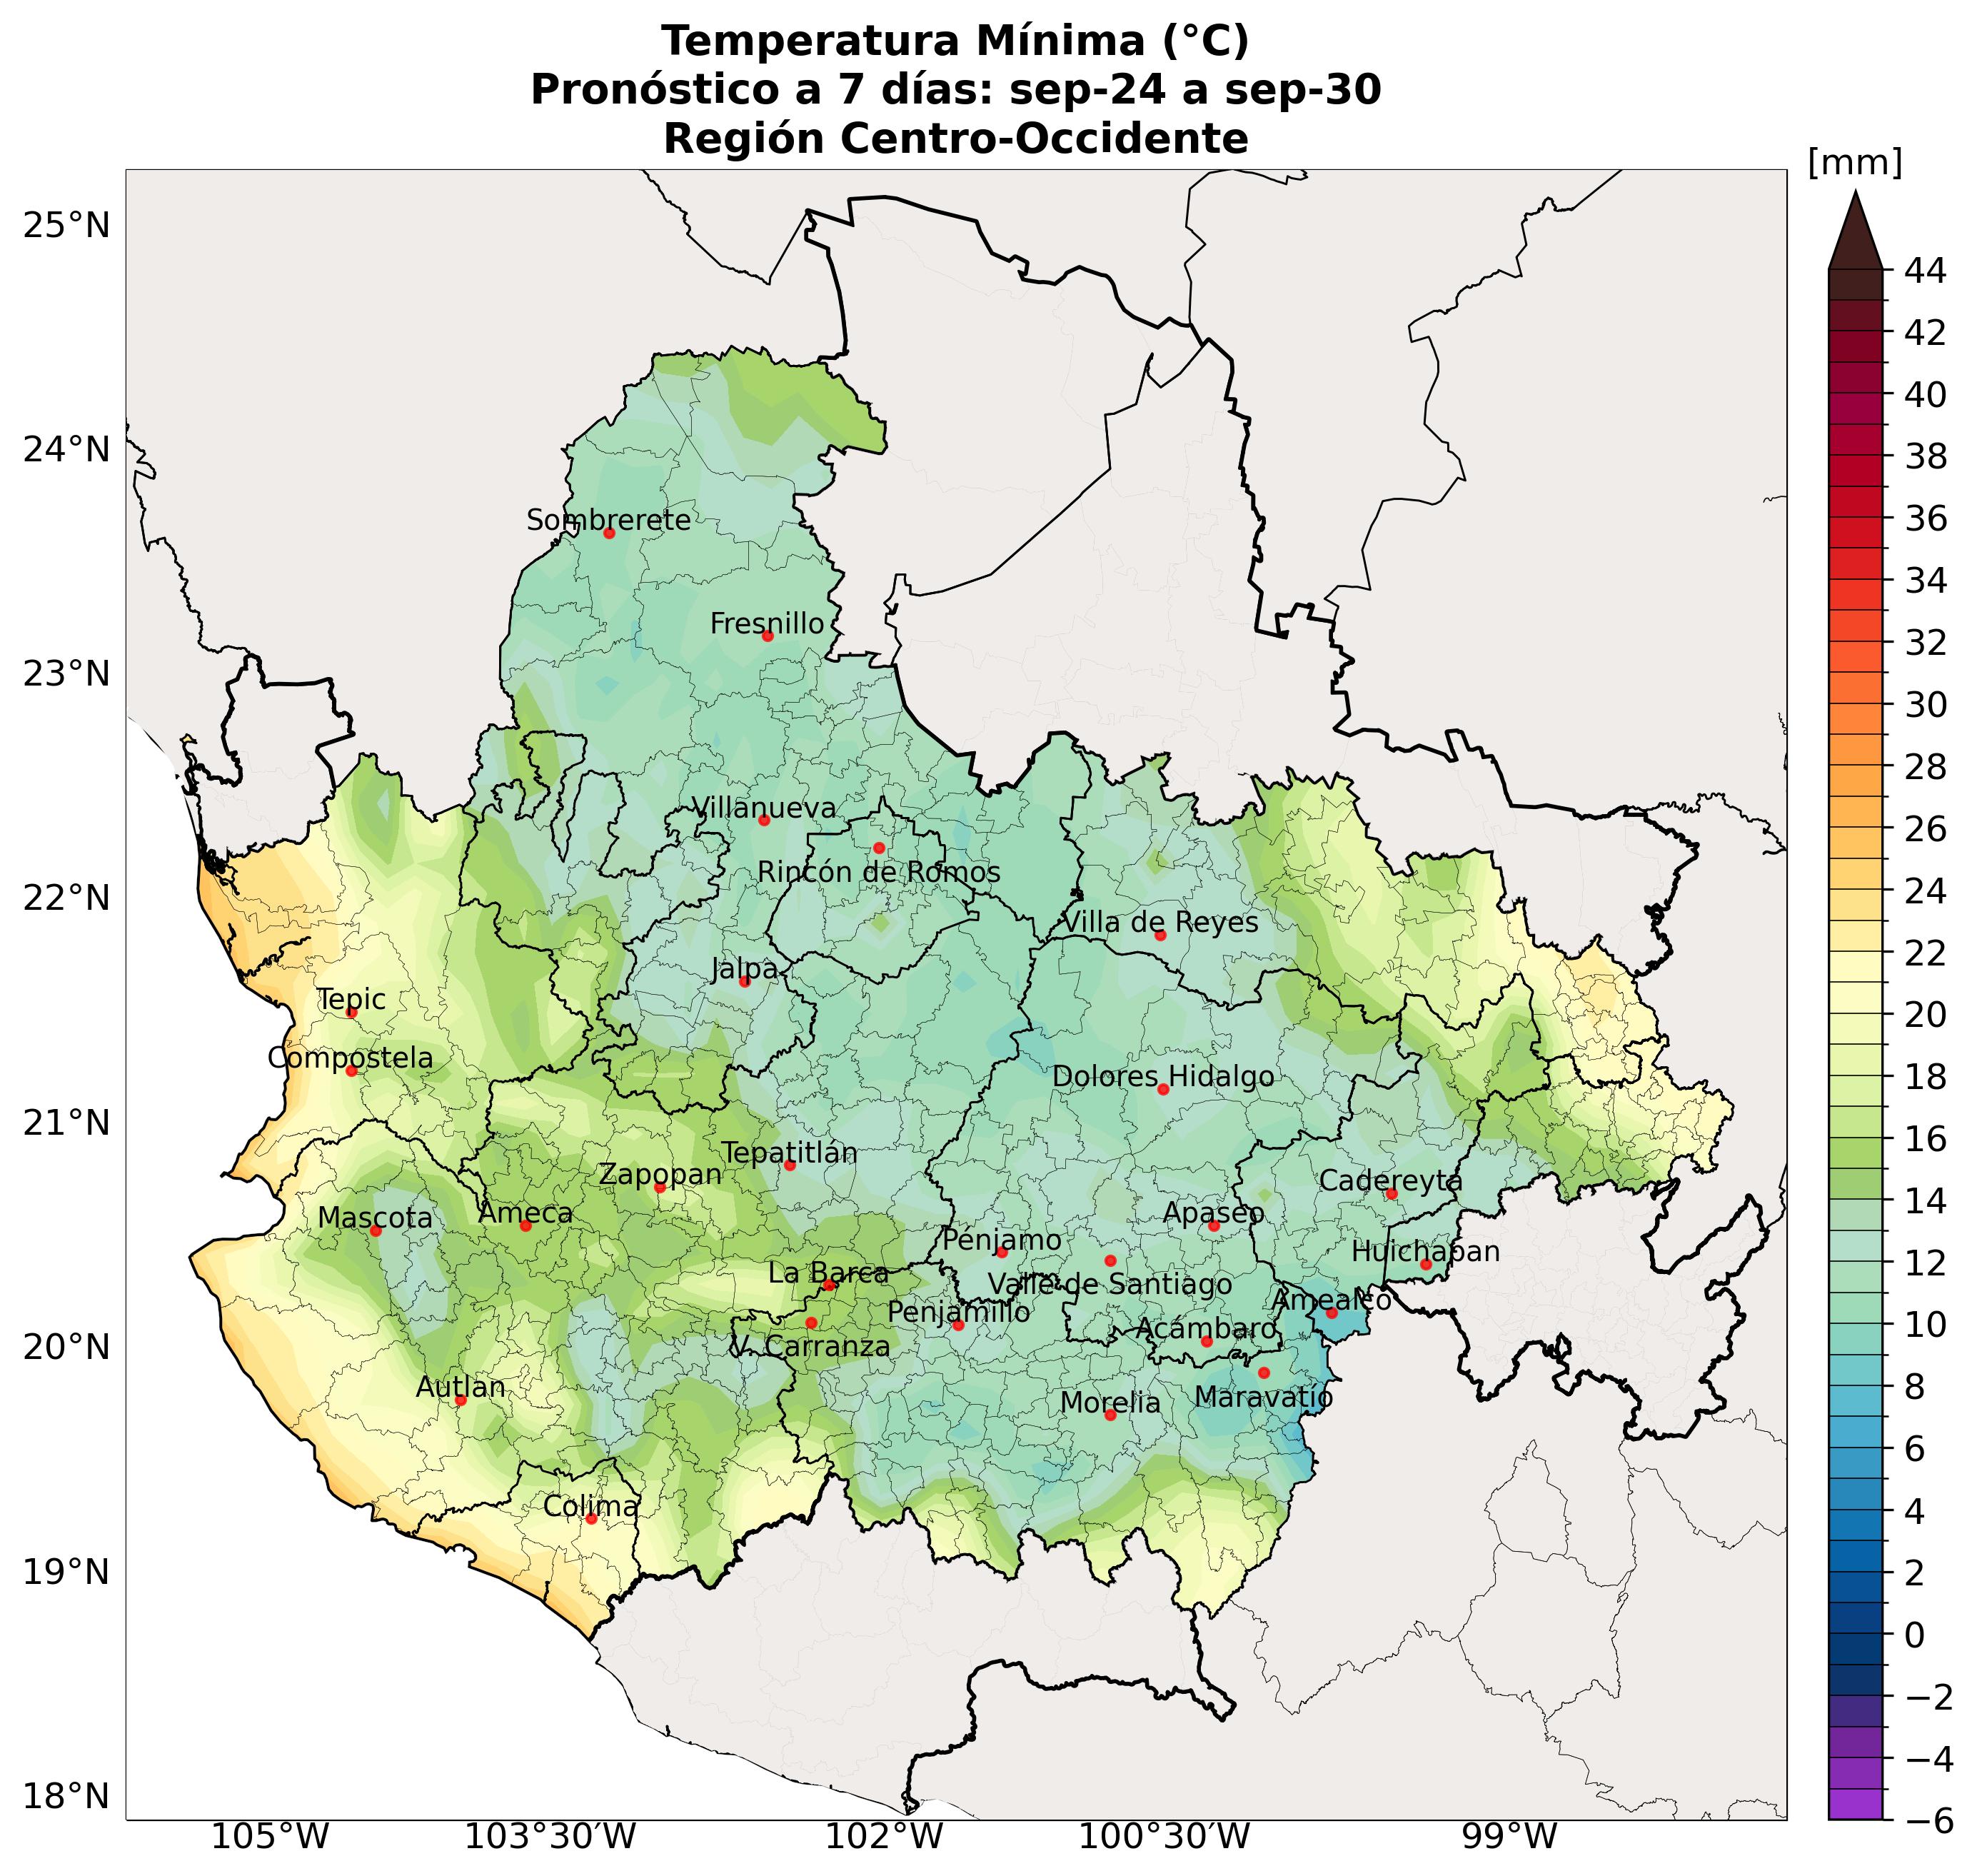 Temperatura Mínima (°C)
Pronóstico a 7 días: sep-24 a sep-30
Región Centro-Occidente
[mm]
25°N
24°N
23°N
22°N
21°N
20°N
19°N
18°N
Sombrerete
Fresnillo
Villanueva
Rincón de Romos
Villa de Reyes
Jalpa
Tepic
Compostela
Dolores Hidalgo
Tepatitlán
Zapopan
Cadereyta
Mascota
Ameca
Apaseo
Pénjamo
Huichapan
La Barca
Valle de Santiago
Amealco
Penjamillo
Acámbaro
V. Carranza
Autlan
Maravatío
Morelia
Colima
105°W
103°30′W
102°W
100°30′W
99°W
44
42
40
38
36
34
32
30
28
26
24
22
20
18
16
14
12
10
8
6
4
2
0
−2
−4
−6